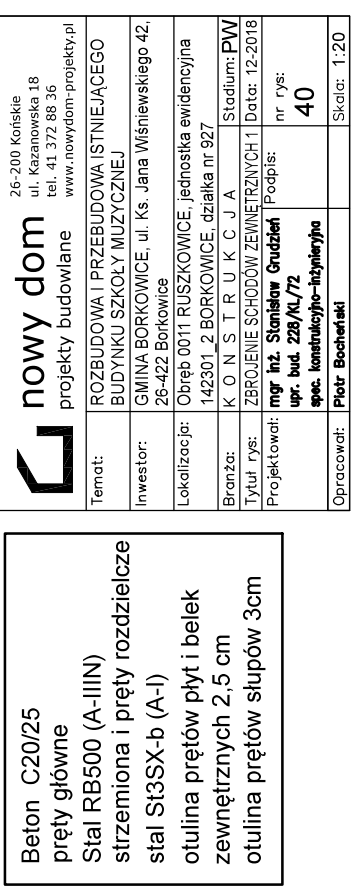 nowy dom
projekty budowlane
26-200 Końskie
ul. Kazanowska 18
tel. 41 372 88 36
www.nowydom-projekty.pl
Temat:
ROZBUDOWA I PRZEBUDOWA ISTNIEJĄCEGO
BUDYNKU SZKOŁY MUZYCZNEJ
Inwestor:
GMINA BORKOWICE, ul. Ks. Jana Wiśniewskiego 42,
26-422 Borkowice
Lokalizacja:
Obręb 0011 RUSZKOWICE, jednostka ewidencyjna
142301_2 BORKOWICE, działka nr 927
Branża: K O N S T R U K C J A Stadium: PW
Tytuł rys: ZBROJENIE SCHODÓW ZEWNĘTRZNYCH 1 Data: 12-2018
Projektował: mgr inż. Stanisław Grudzień Podpis: nr rys:
upr. bud. 228/KL/72 40
spec. konstrukcyjno-inżynieryjna
Opracował: Piotr Bocheński Skala: 1:20
Beton C20/25
pręty główne
Stal RB500 (A-IIIN)
strzemiona i pręty rozdzielcze
stal St3SX-b (A-I)
otulina prętów płyt i belek
zewnętrznych 2,5 cm
otulina prętów słupów 3cm